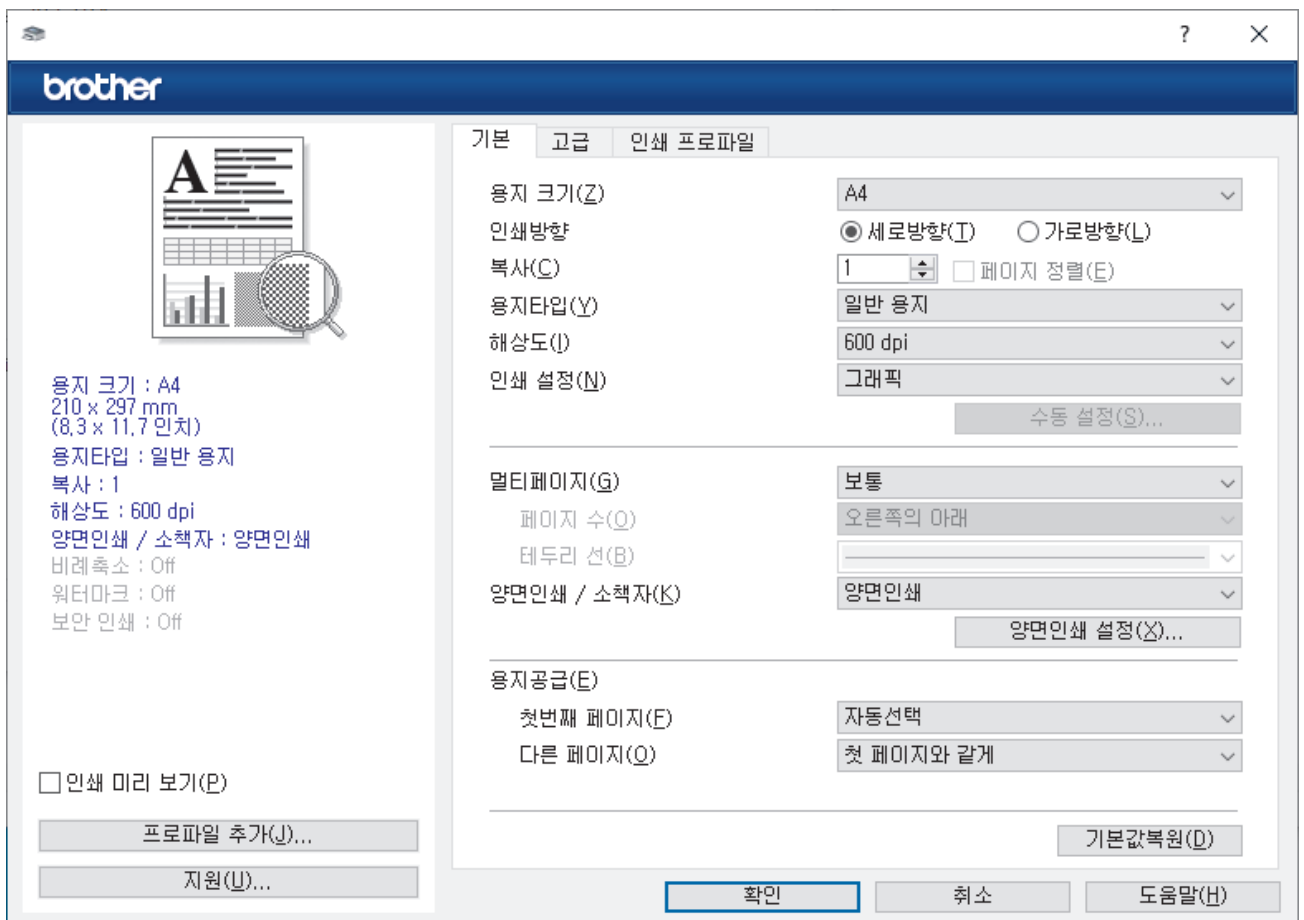 ?
brother
A
용지 크기 : A4
210 x 297 mm
(8,3 x 11,7 인치)
용지타입 : 일반 용지
복사 : 1
해상도 : 600 dpi
양면인쇄 / 소책자 : 양면인쇄
비례축소 : Off
워터마크 : Off
보안 인쇄 : Off
인쇄 미리 보기(P)
프로파일 추가(J)...
지원(U)...
기본 고급 인쇄 프로파일
용지 크기(Z) A4
인쇄방향 세로방향(T) 가로방향(L)
복사(C) 1 페이지 정렬(E)
용지타입(Y) 일반 용지
해상도(I) 600 dpi
인쇄 설정(N) 그래픽
수동 설정(S)...
멀티페이지(G) 보통
페이지 수(O) 오른쪽의 아래
테두리 선(B)
양면인쇄 / 소책자(K) 양면인쇄
양면인쇄 설정(X)...
용지공급(E)
첫번째 페이지(F) 자동선택
다른 페이지(O) 첫 페이지와 같게
기본값복원(D)
확인 취소 도움말(H)